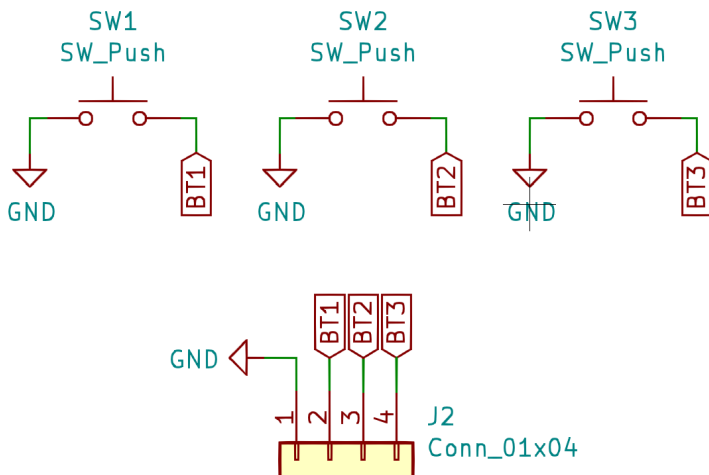 SW1
SW_Push
SW2
SW_Push
SW3
SW_Push
BT1
BT2
BT3
GND
GND
GND
BT1
BT2
BT3
GND
1
2
3
4
J2
Conn_01x04